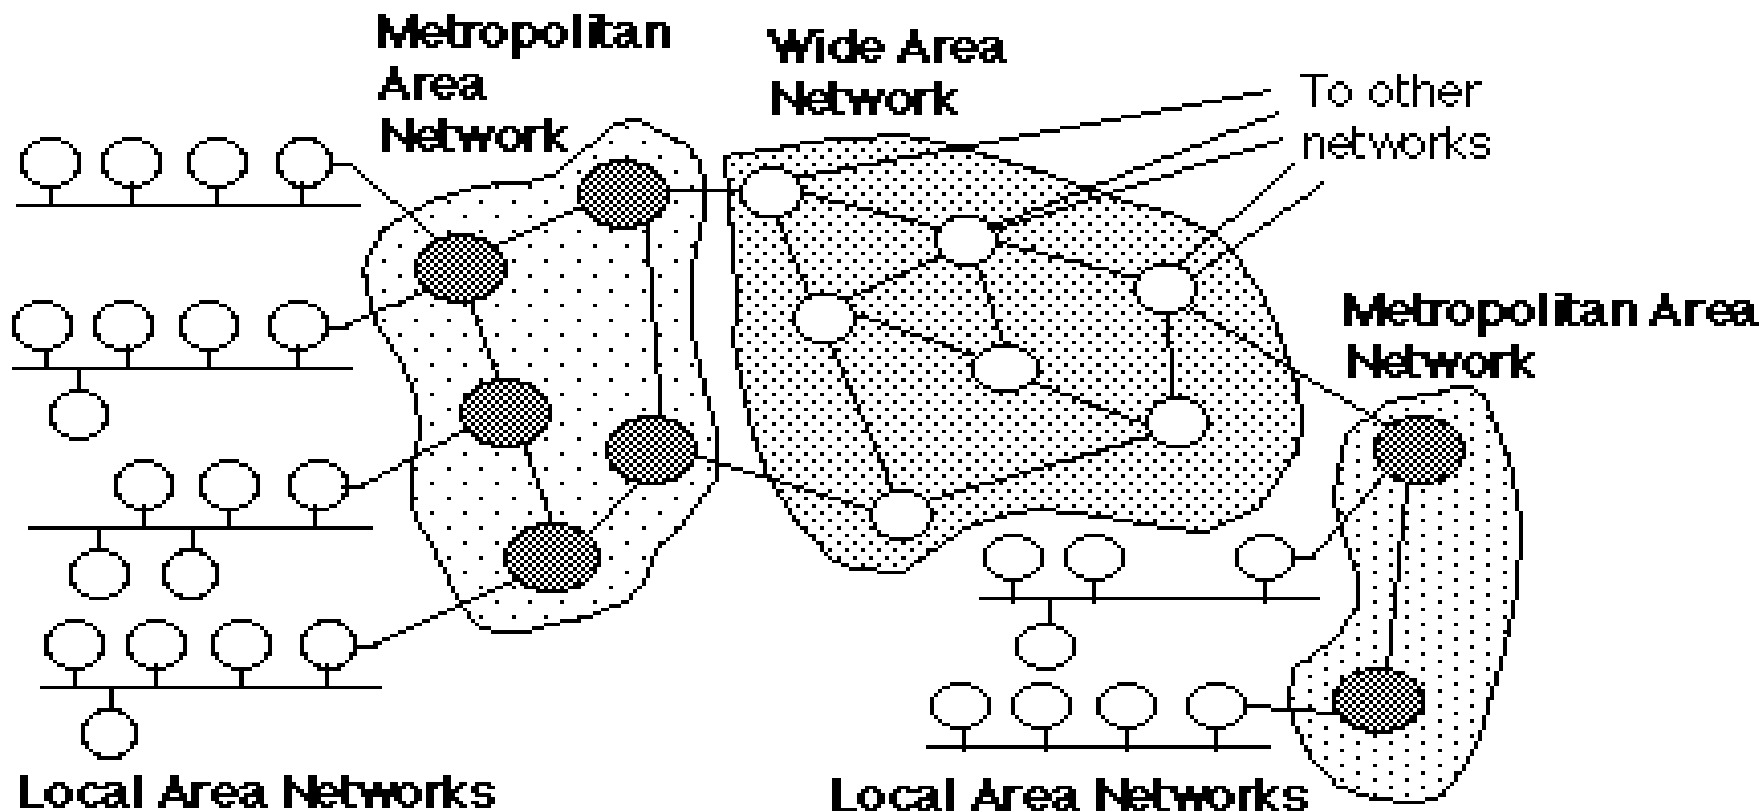 Metropolitan
Area
Network
Wide Area
Network
To other
networks
Metropolitan Area
Network
Local Area Networks
Local Area Networks